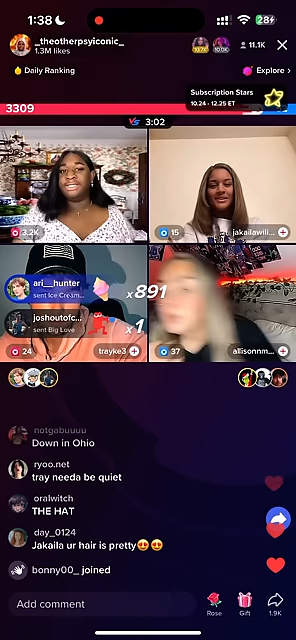 1:38
28
_theotherpsyiconic_
1.3M likes
11.1K
Daily Ranking
Explore >
Subscription Stars
10.24 - 12.25 ET
3309
VS 3:02
3.2K
15
jakailawili...
ari__hunter
sent Ice Cream...
x891
joshoutofc...
sent Big Love
x1
24
trayke3
37
allisonnm...
notgabuuuu
Down in Ohio
ryoo.net
tray needa be quiet
oralwitch
THE HAT
day_0124
Jakaila ur hair is pretty😍😍
bonny00_ joined
Add comment
Rose
Gift
1.9K